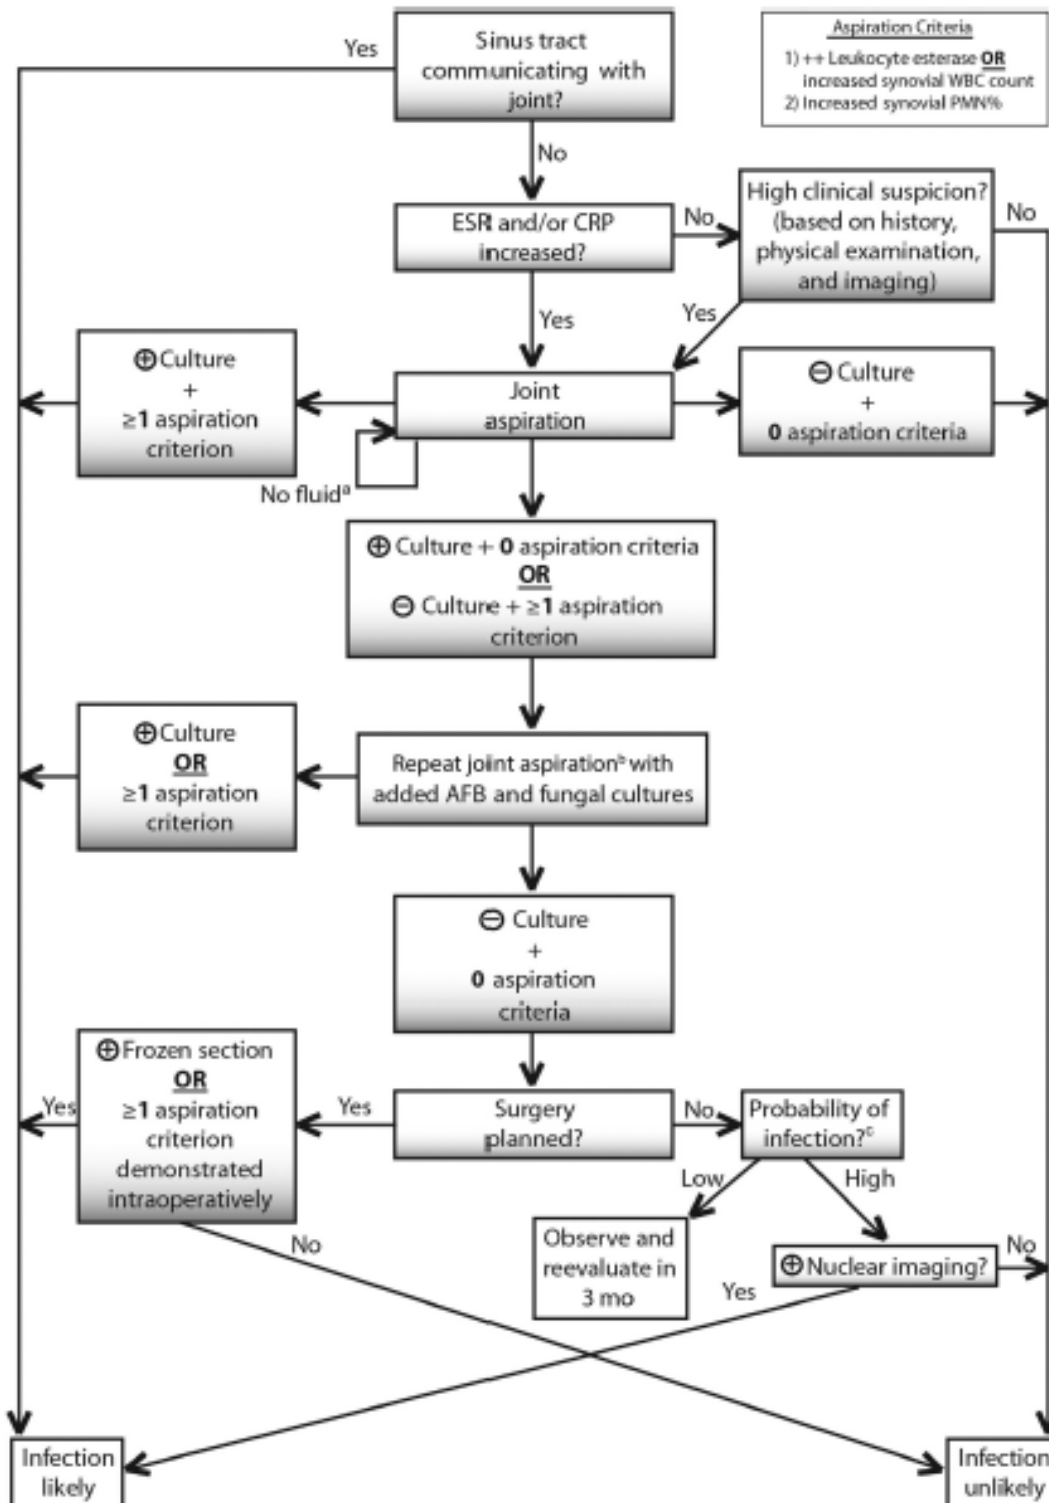 Sinus tract
communicating with
joint?
Yes
No
Aspiration Criteria
1) ++ Leukocyte esterase OR
increased synovial WBC count
2) Increased synovial PMN%
ESR and/or CRP
increased?
No
Yes
High clinical suspicion?
(based on history,
physical examination,
and imaging)
No
Yes
⊕ Culture
+
≥1 aspiration
criterion
Joint
aspiration
No fluidª
⊖ Culture
+
0 aspiration criteria
⊕ Culture + 0 aspiration criteria
OR
⊖ Culture + ≥1 aspiration
criterion
⊕ Culture
OR
≥1 aspiration
criterion
Repeat joint aspirationᵇ with
added AFB and fungal cultures
⊖ Culture
+
0 aspiration
criteria
⊕ Frozen section
OR
≥1 aspiration
criterion
demonstrated
intraoperatively
Yes
Yes
Surgery
planned?
No
Probability of
infection?ᶜ
Low
High
No
Observe and
reevaluate in
3 mo
⊕ Nuclear imaging?
No
Yes
Infection
likely
Infection
unlikely